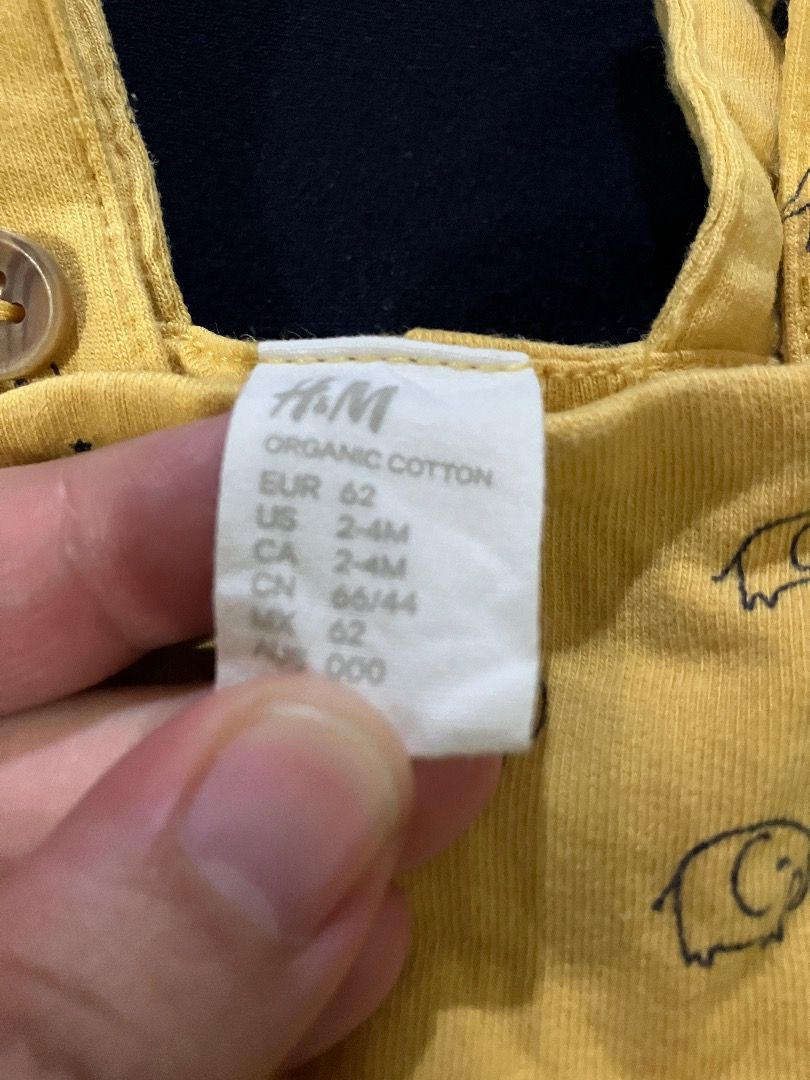 H&M
ORGANIC COTTON
EUR 62
US 2-4M
CA 2-4M
CN 66/44
MX 62
AUS 000